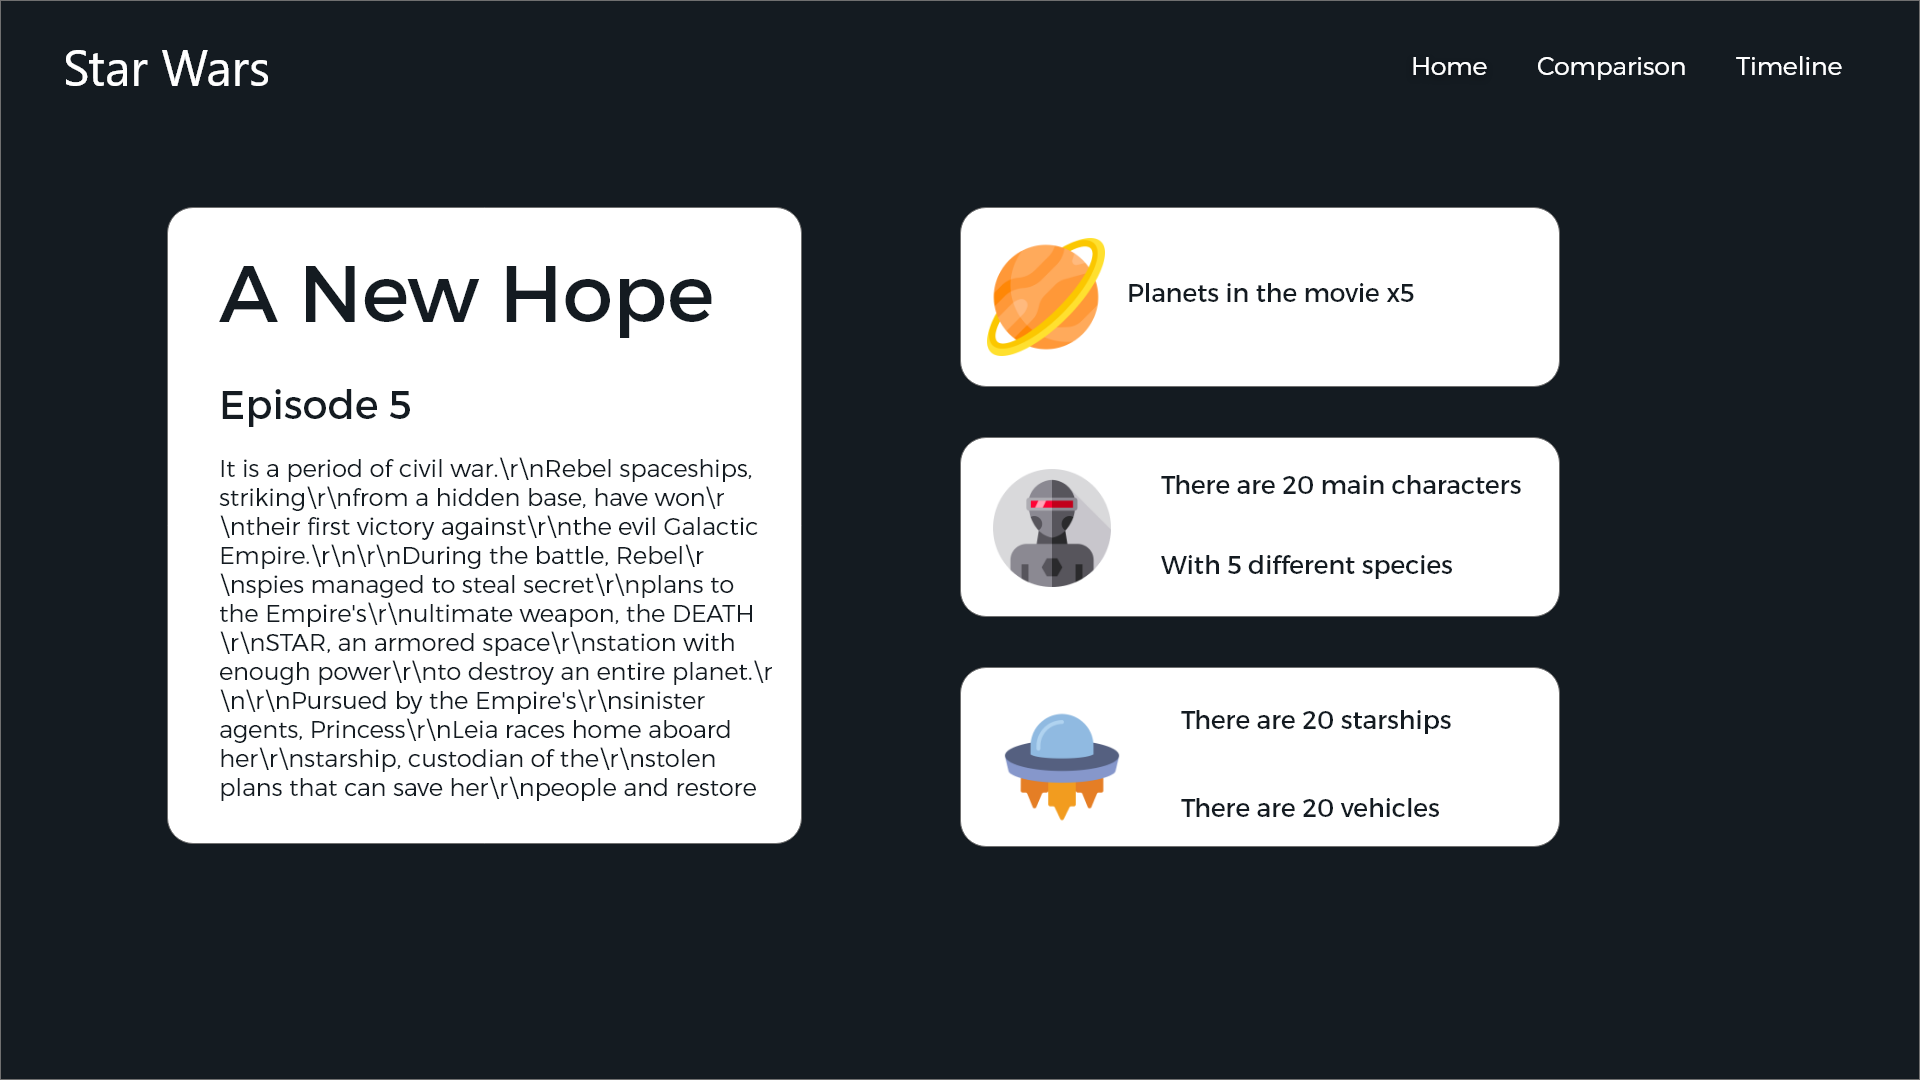 Star Wars
Home
Comparison
Timeline
A New Hope
Episode 5
It is a period of civil war.\r\nRebel spaceships,
striking\r\nfrom a hidden base, have won\r
\ntheir first victory against\r\nthe evil Galactic
Empire.\r\n\r\nDuring the battle, Rebel\r
\nspies managed to steal secret\r\nplans to
the Empire's\r\nultimate weapon, the DEATH
\r\nSTAR, an armored space\r\nstation with
enough power\r\nto destroy an entire planet.\r
\n\r\nPursued by the Empire's\r\nsinister
agents, Princess\r\nLeia races home aboard
her\r\nstarship, custodian of the\r\nstolen
plans that can save her\r\npeople and restore
Planets in the movie x5
There are 20 main characters
With 5 different species
There are 20 starships
There are 20 vehicles